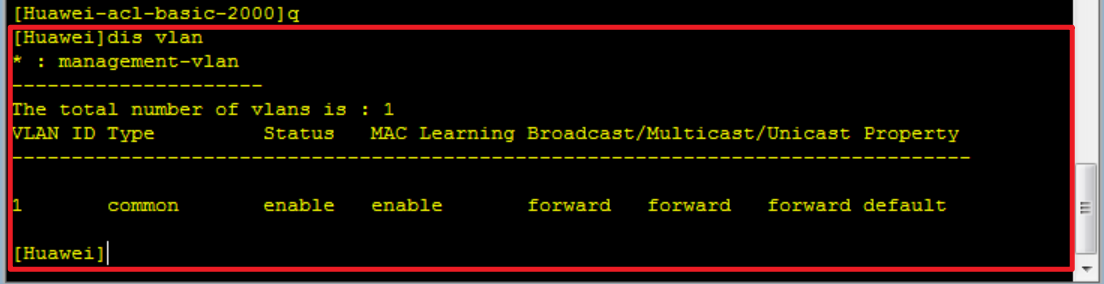 [Huawei-acl-basic-2000]q
[Huawei]dis vlan
* : management-vlan
---------------------
The total number of vlans is : 1
VLAN ID Type         Status   MAC Learning Broadcast/Multicast/Unicast Property
--------------------------------------------------------------------------------
1       common       enable   enable       forward   forward   forward default
[Huawei]